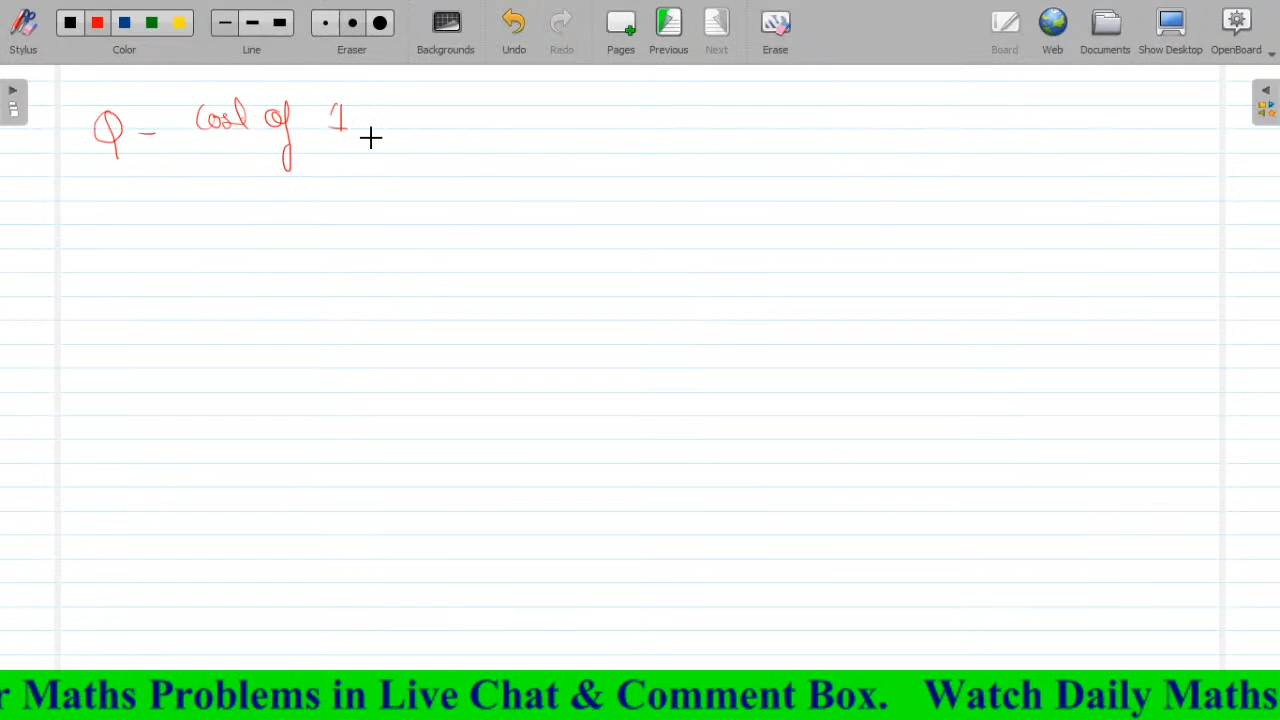 Stylus Color Line Eraser Backgrounds Undo Redo Pages Previous Next Erase Board Web Documents Show Desktop OpenBoard
Q - cost of 1
r Maths Problems in Live Chat & Comment Box. Watch Daily Maths